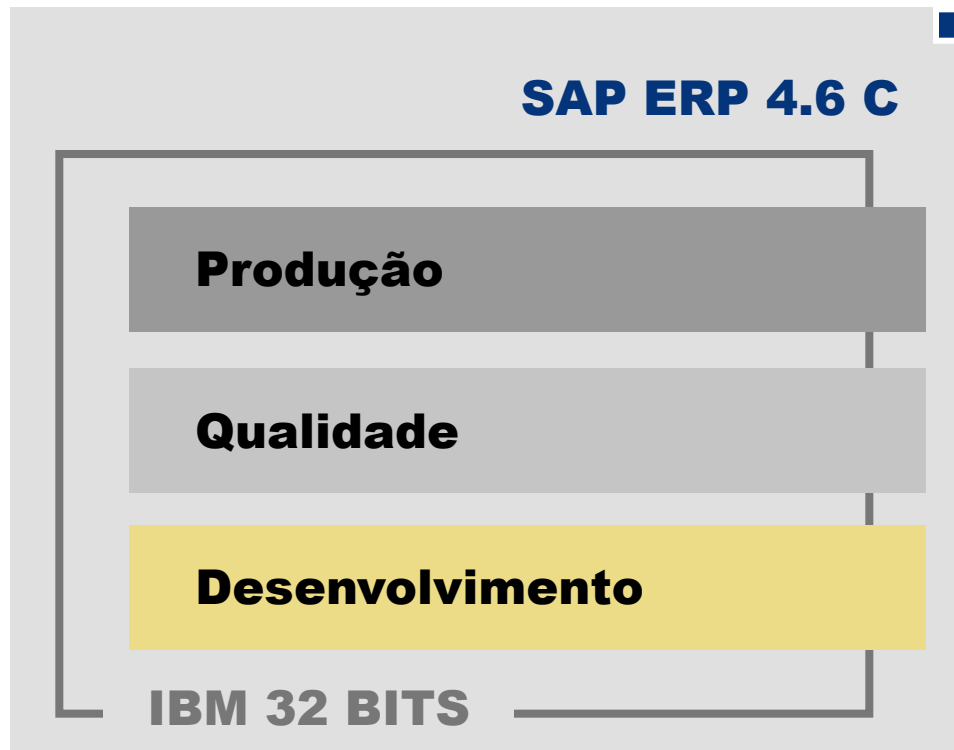 SAP ERP 4.6 C
Produção
Qualidade
Desenvolvimento
IBM 32 BITS